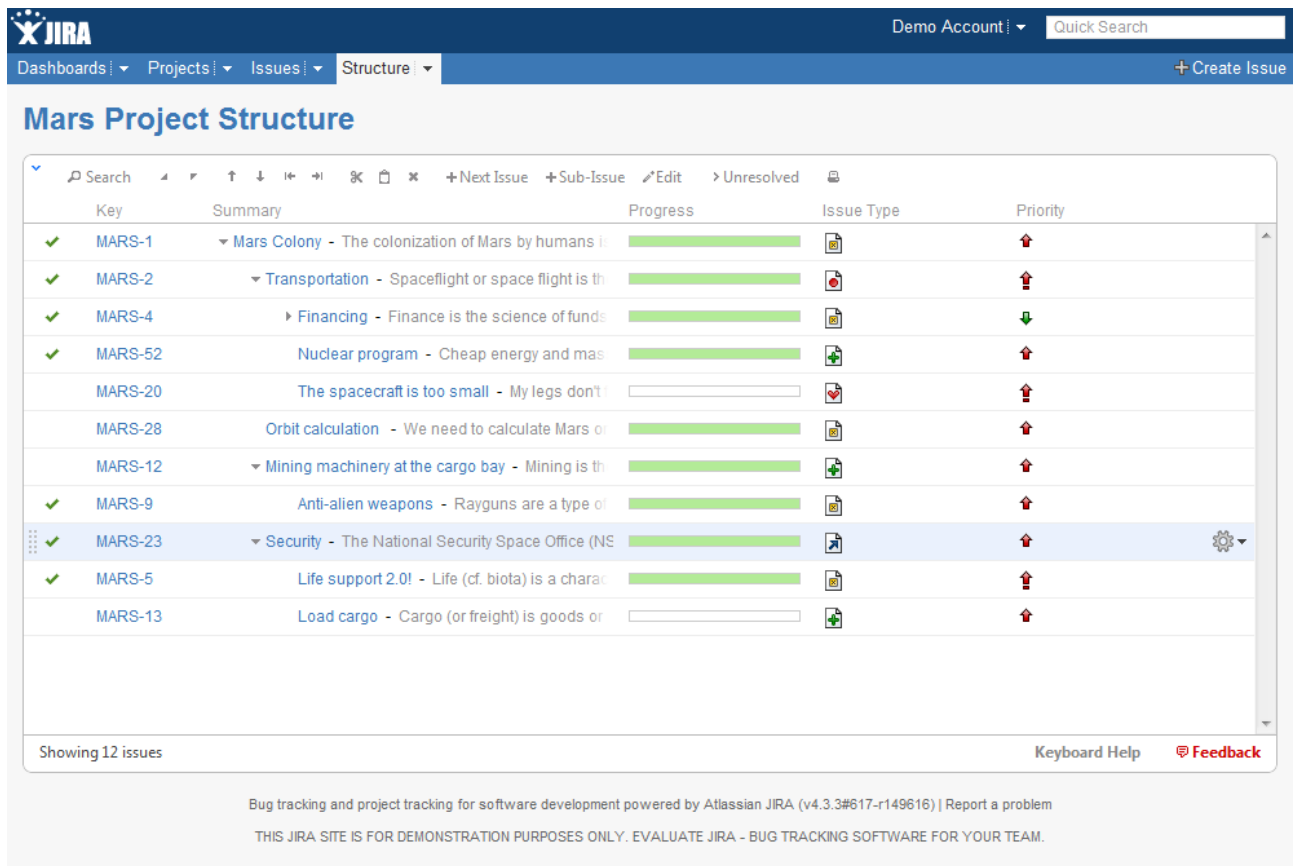 JIRA
Demo Account Quick Search
Dashboards Projects Issues Structure + Create Issue
Mars Project Structure
Search +Next Issue +Sub-Issue Edit > Unresolved
Key Summary Progress Issue Type Priority
MARS-1 Mars Colony - The colonization of Mars by humans
MARS-2 Transportation - Spaceflight or space flight is th
MARS-4 Financing - Finance is the science of funds
MARS-52 Nuclear program - Cheap energy and mas
MARS-20 The spacecraft is too small - My legs don't
MARS-28 Orbit calculation - We need to calculate Mars o
MARS-12 Mining machinery at the cargo bay - Mining is th
MARS-9 Anti-alien weapons - Rayguns are a type of
MARS-23 Security - The National Security Space Office (NS
MARS-5 Life support 2.0! - Life (cf. biota) is a charac
MARS-13 Load cargo - Cargo (or freight) is goods or
Showing 12 issues Keyboard Help Feedback
Bug tracking and project tracking for software development powered by Atlassian JIRA (v4.3.3#617-r149616) | Report a problem
THIS JIRA SITE IS FOR DEMONSTRATION PURPOSES ONLY. EVALUATE JIRA - BUG TRACKING SOFTWARE FOR YOUR TEAM.